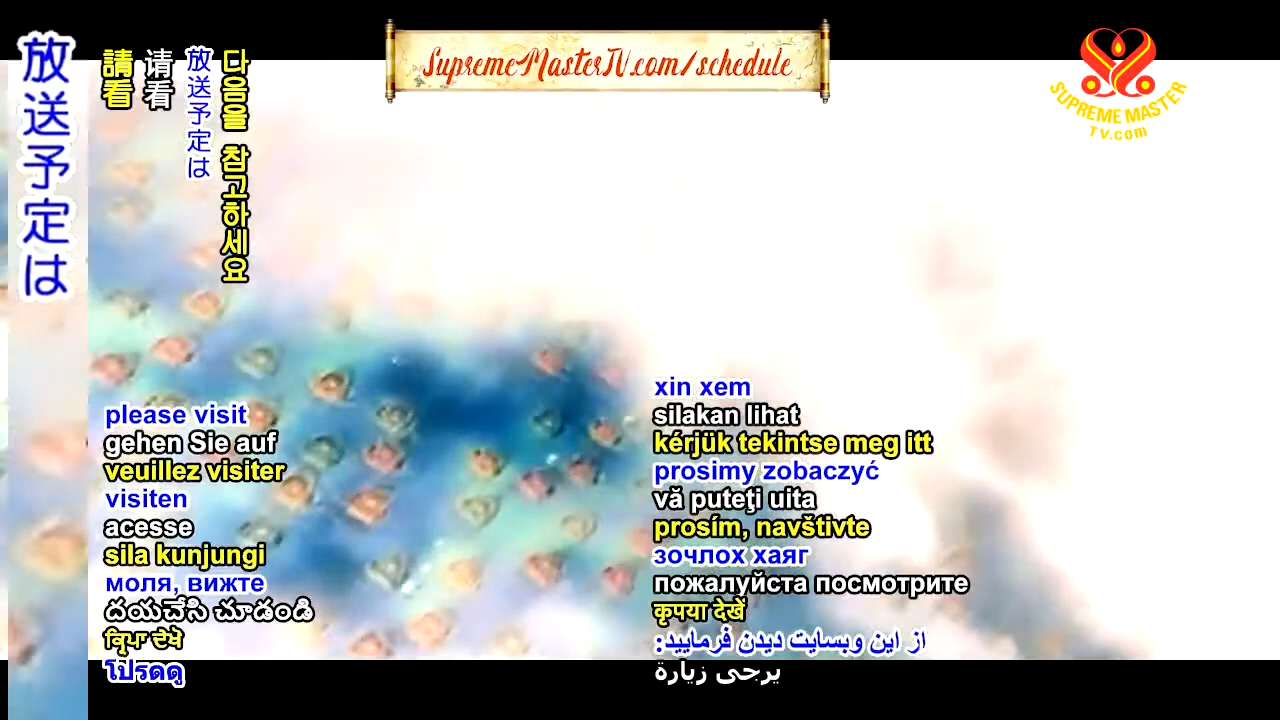 放送予定は
請看
请看
放送予定は
다음을 참고하세요
SupremeMasterTV.com/schedule
SUPREME MASTER
TV.com
please visit
gehen Sie auf
veuillez visiter
visiten
acesse
sila kunjungi
моля, вижте
దయచేసి చూడండి
ਕ੍ਰਿਪਾ ਦੇਖੋ
โปรดดู
xin xem
silakan lihat
kérjük tekintse meg itt
prosimy zobaczyć
vă puteţi uita
prosím, navštivte
зочлох хаяг
пожалуйста посмотрите
कृपया देखें
از این وبسایت دیدن فرمایید:
يرجى زيارة